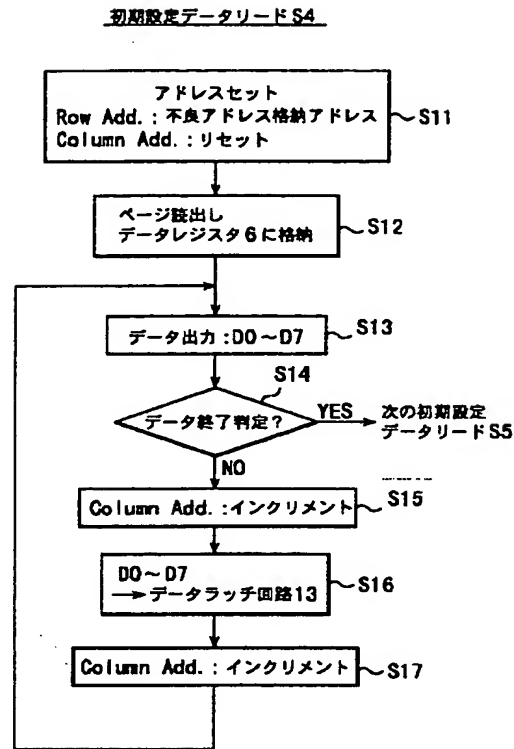 初期設定データリード S4
アドレスセット
Row Add.：不良アドレス格納アドレス
Column Add.：リセット
S11
ページ読出し
データレジスタ6に格納
S12
データ出力：D0～D7
S13
S14
データ終了判定？
YES
次の初期設定
データリード S5
NO
Column Add.：インクリメント
S15
D0～D7
→データラッチ回路13
S16
Column Add.：インクリメント
S17